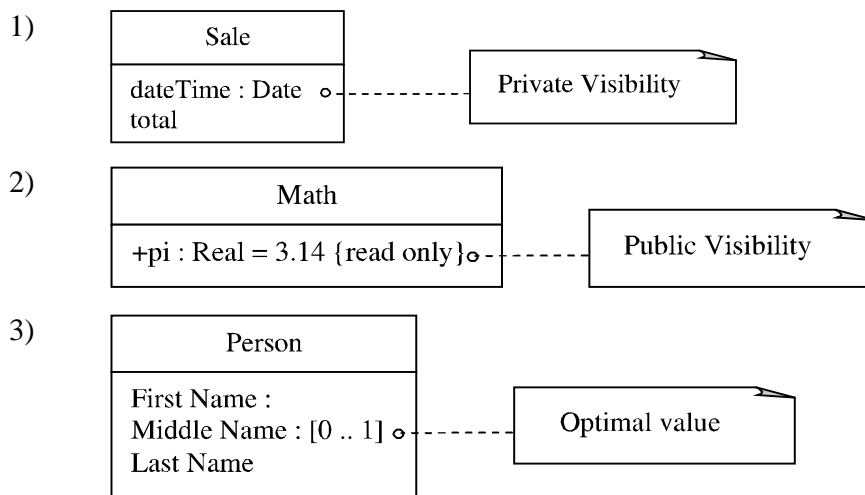 1)
Sale
dateTime : Date
total
Private Visibility
2)
Math
+pi : Real = 3.14 {read only}
Public Visibility
3)
Person
First Name :
Middle Name : [0 .. 1]
Last Name
Optimal value